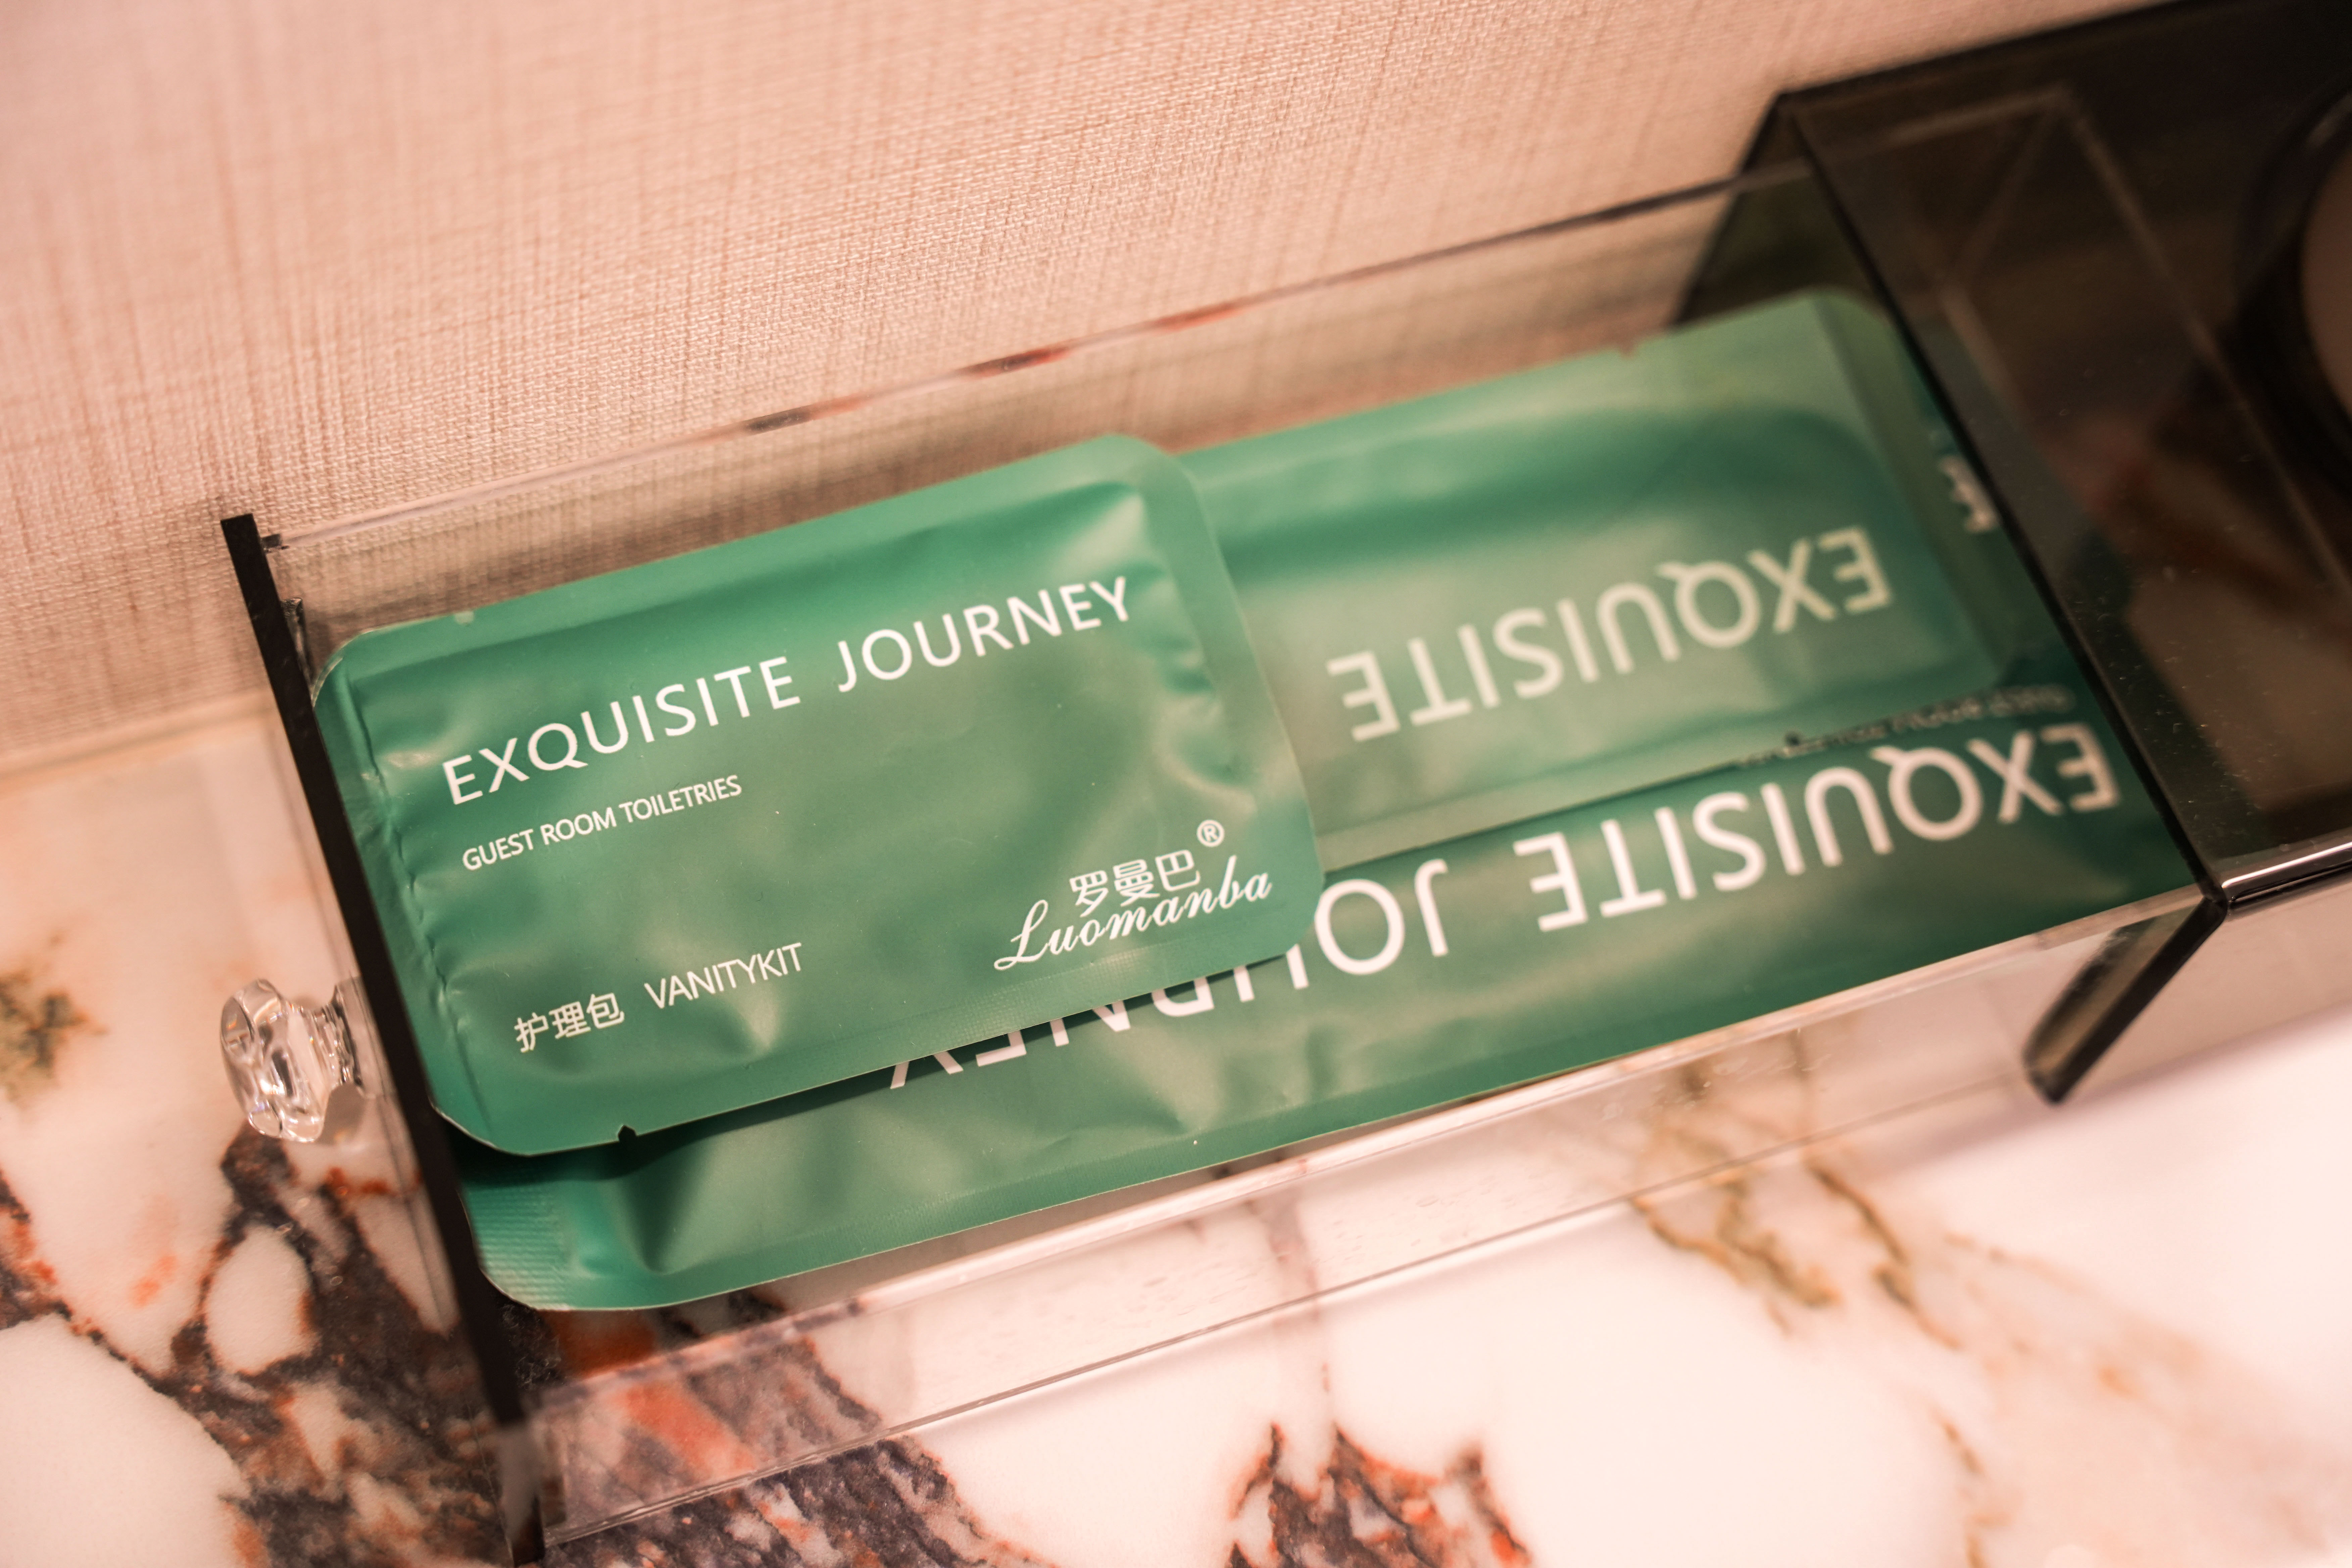 EXQUISITE JOURNEY
GUEST ROOM TOILETRIES
罗曼巴®
Luomanba
护理包 VANITYKIT
EXQUISITE
EXQUISITE JOURNEY